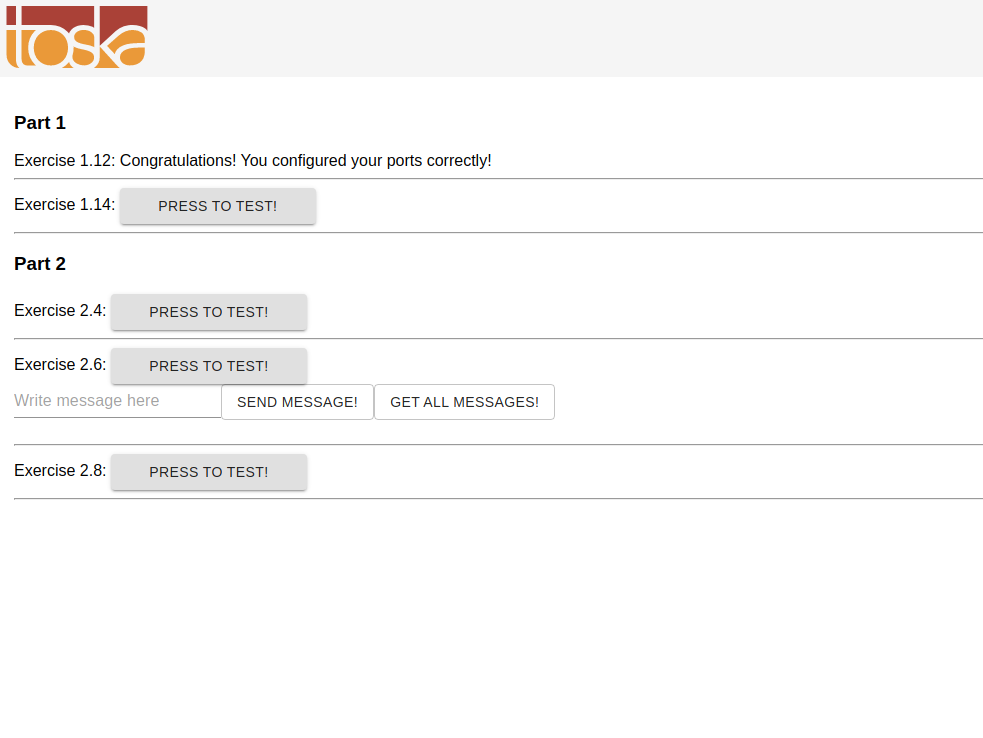 toska
Part 1
Exercise 1.12: Congratulations! You configured your ports correctly!
Exercise 1.14: PRESS TO TEST!
Part 2
Exercise 2.4: PRESS TO TEST!
Exercise 2.6: PRESS TO TEST!
Write message here SEND MESSAGE! GET ALL MESSAGES!
Exercise 2.8: PRESS TO TEST!